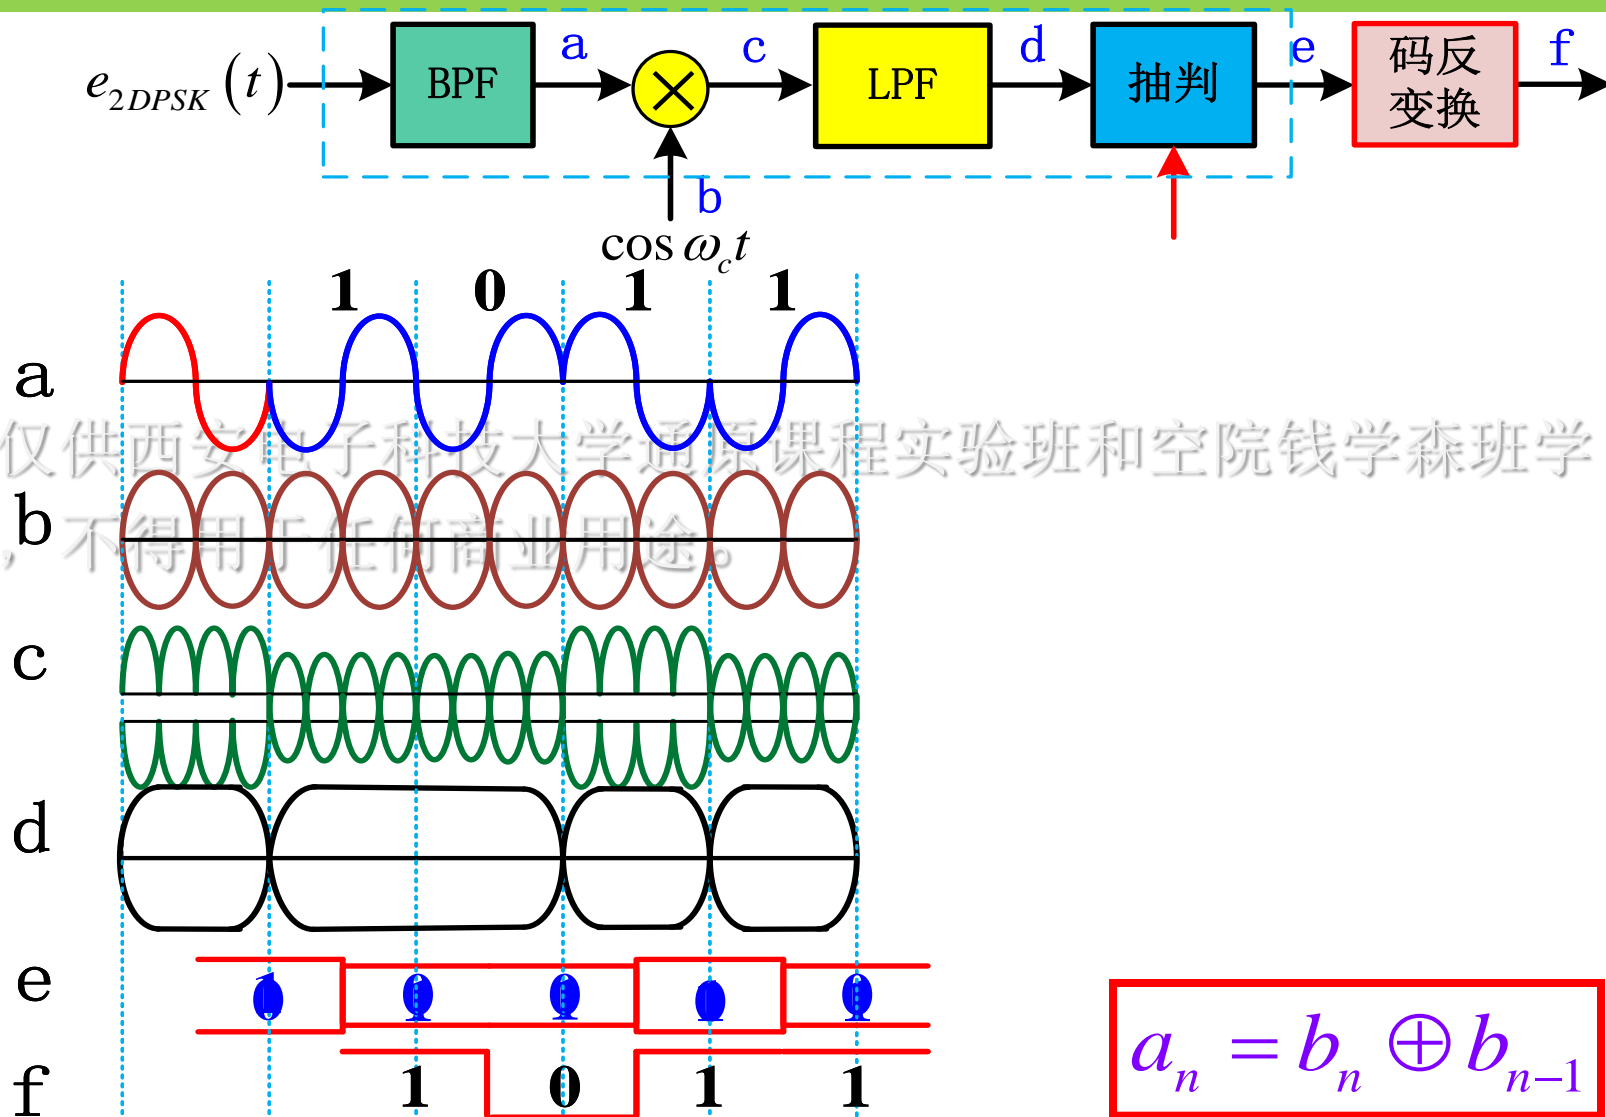 a c d e f
e2DPSK(t) BPF LPF 抽判 码反变换
b
cos ωct
1 0 1 1
a
仅供西安电子科技大学通原课程实验班和空院钱学森班学
b
,不得用于任何商业用途。
c
d
e
f 1 0 1 1
an = bn ⊕ bn−1